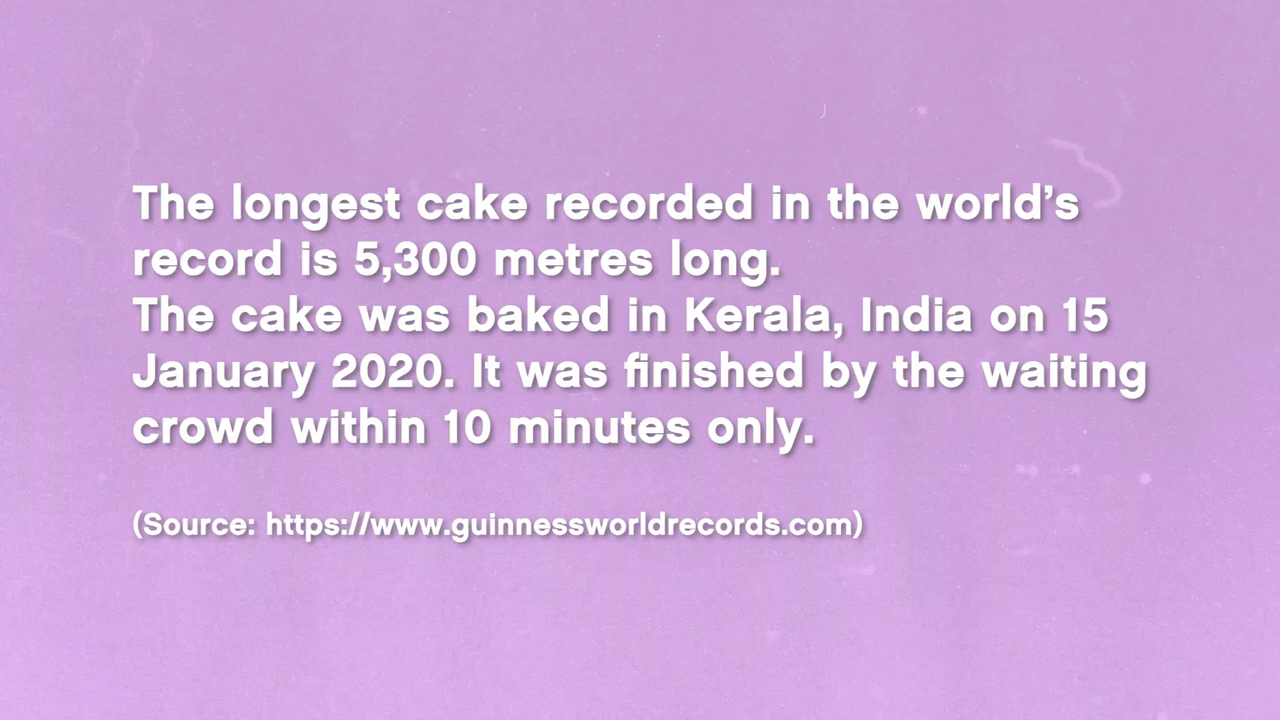 The longest cake recorded in the world’s
record is 5,300 metres long.
The cake was baked in Kerala, India on 15
January 2020. It was finished by the waiting
crowd within 10 minutes only.
(Source: https://www.guinnessworldrecords.com)